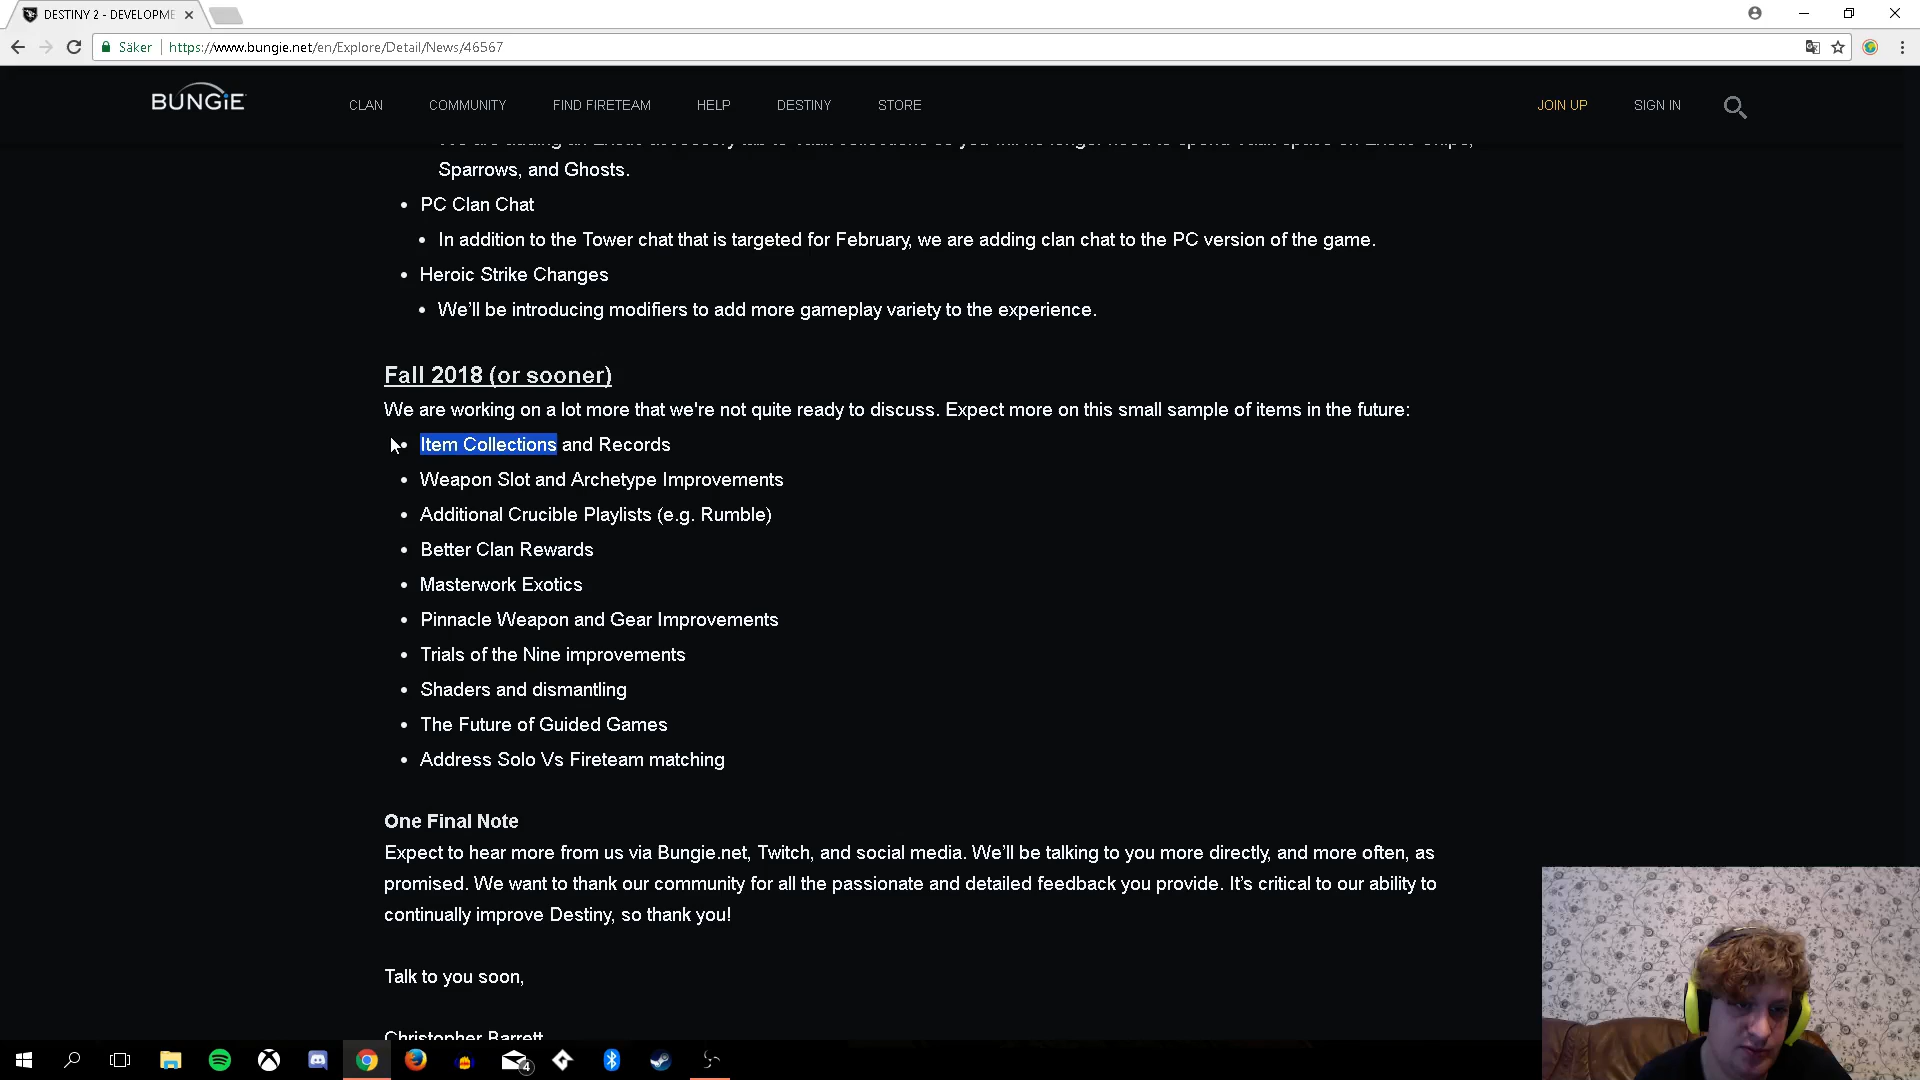 DESTINY 2 - DEVELOPME
Säker https://www.bungie.net/en/Explore/Detail/News/46567
BUNGiE CLAN COMMUNITY FIND FIRETEAM HELP DESTINY STORE JOIN UP SIGN IN
Sparrows, and Ghosts.
• PC Clan Chat
• In addition to the Tower chat that is targeted for February, we are adding clan chat to the PC version of the game.
• Heroic Strike Changes
• We’ll be introducing modifiers to add more gameplay variety to the experience.
Fall 2018 (or sooner)
We are working on a lot more that we're not quite ready to discuss. Expect more on this small sample of items in the future:
• Item Collections and Records
• Weapon Slot and Archetype Improvements
• Additional Crucible Playlists (e.g. Rumble)
• Better Clan Rewards
• Masterwork Exotics
• Pinnacle Weapon and Gear Improvements
• Trials of the Nine improvements
• Shaders and dismantling
• The Future of Guided Games
• Address Solo Vs Fireteam matching
One Final Note
Expect to hear more from us via Bungie.net, Twitch, and social media. We’ll be talking to you more directly, and more often, as
promised. We want to thank our community for all the passionate and detailed feedback you provide. It’s critical to our ability to
continually improve Destiny, so thank you!
Talk to you soon,
Christopher Barrett
4